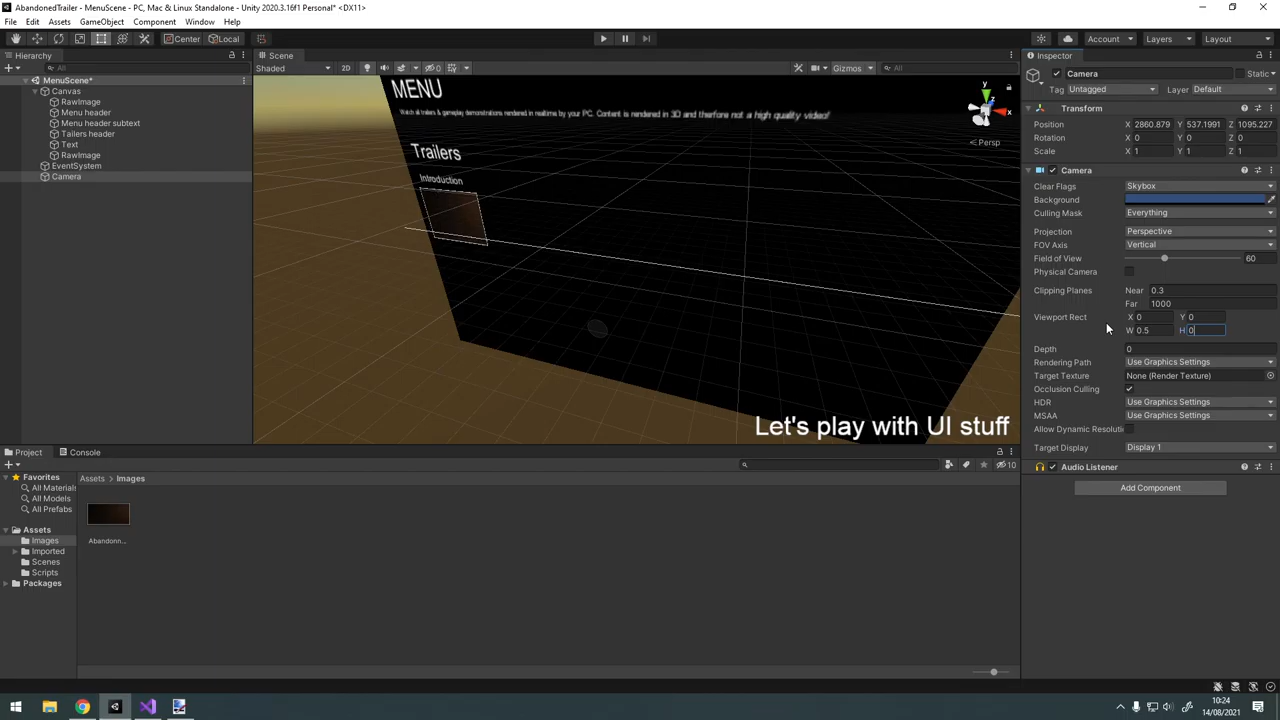 AbandonedTrailer - MenuScene - PC, Mac & Linux Standalone - Unity 2020.3.16f1 Personal* <DX11>
File Edit Assets GameObject Component Window Help
Center Local Account Layers Layout
Hierarchy Scene Inspector
All
Shaded 2D 0 Gizmos All
MenuScene*
Canvas
RawImage
Menu header
Menu header subtext
Tailers header
Text
RawImage
EventSystem
Camera
MENU
Watch all trailers & gameplay demonstrations rendered in realtime by your PC. Content is rendered in 3D and therfore not a high quality video!
Trailers
Introduction
y
x
z
Persp
Let's play with UI stuff
Camera Static
Tag Untagged Layer Default
Transform
Position X 2860.879 Y 537.1991 Z 1095.227
Rotation X 0 Y 0 Z 0
Scale X 1 Y 1 Z 1
Camera
Clear Flags Skybox
Background
Culling Mask Everything
Projection Perspective
FOV Axis Vertical
Field of View 60
Physical Camera
Clipping Planes Near 0.3
Far 1000
Viewport Rect X 0 Y 0
W 0.5 H 0
Depth 0
Rendering Path Use Graphics Settings
Target Texture None (Render Texture)
Occlusion Culling
HDR Use Graphics Settings
MSAA Use Graphics Settings
Allow Dynamic Resoluti
Target Display Display 1
Audio Listener
Add Component
Project Console
10
Favorites
All Materials
All Models
All Prefabs
Assets
Images
Imported
Scenes
Scripts
Packages
Assets > Images
Abandonn...
10:24
14/08/2021